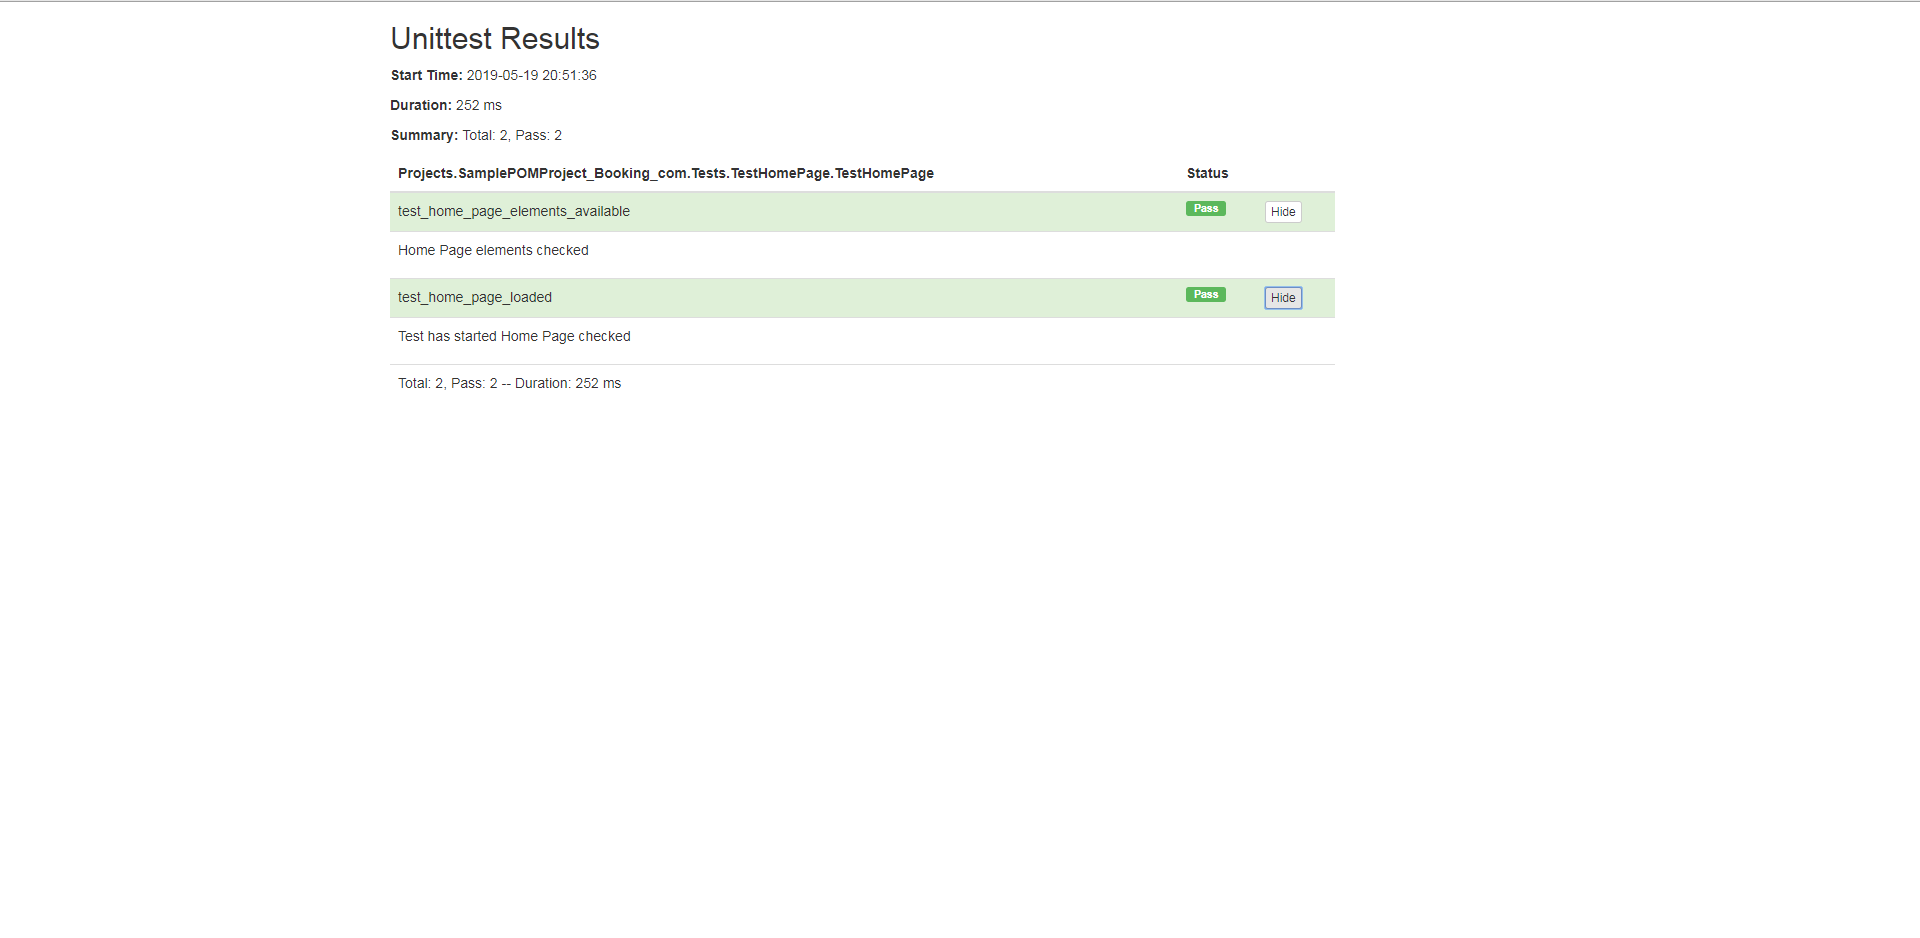 Unittest Results
Start Time: 2019-05-19 20:51:36
Duration: 252 ms
Summary: Total: 2, Pass: 2
Projects.SamplePOMProject_Booking_com.Tests.TestHomePage.TestHomePage Status
test_home_page_elements_available Pass Hide
Home Page elements checked
test_home_page_loaded Pass Hide
Test has started Home Page checked
Total: 2, Pass: 2 -- Duration: 252 ms